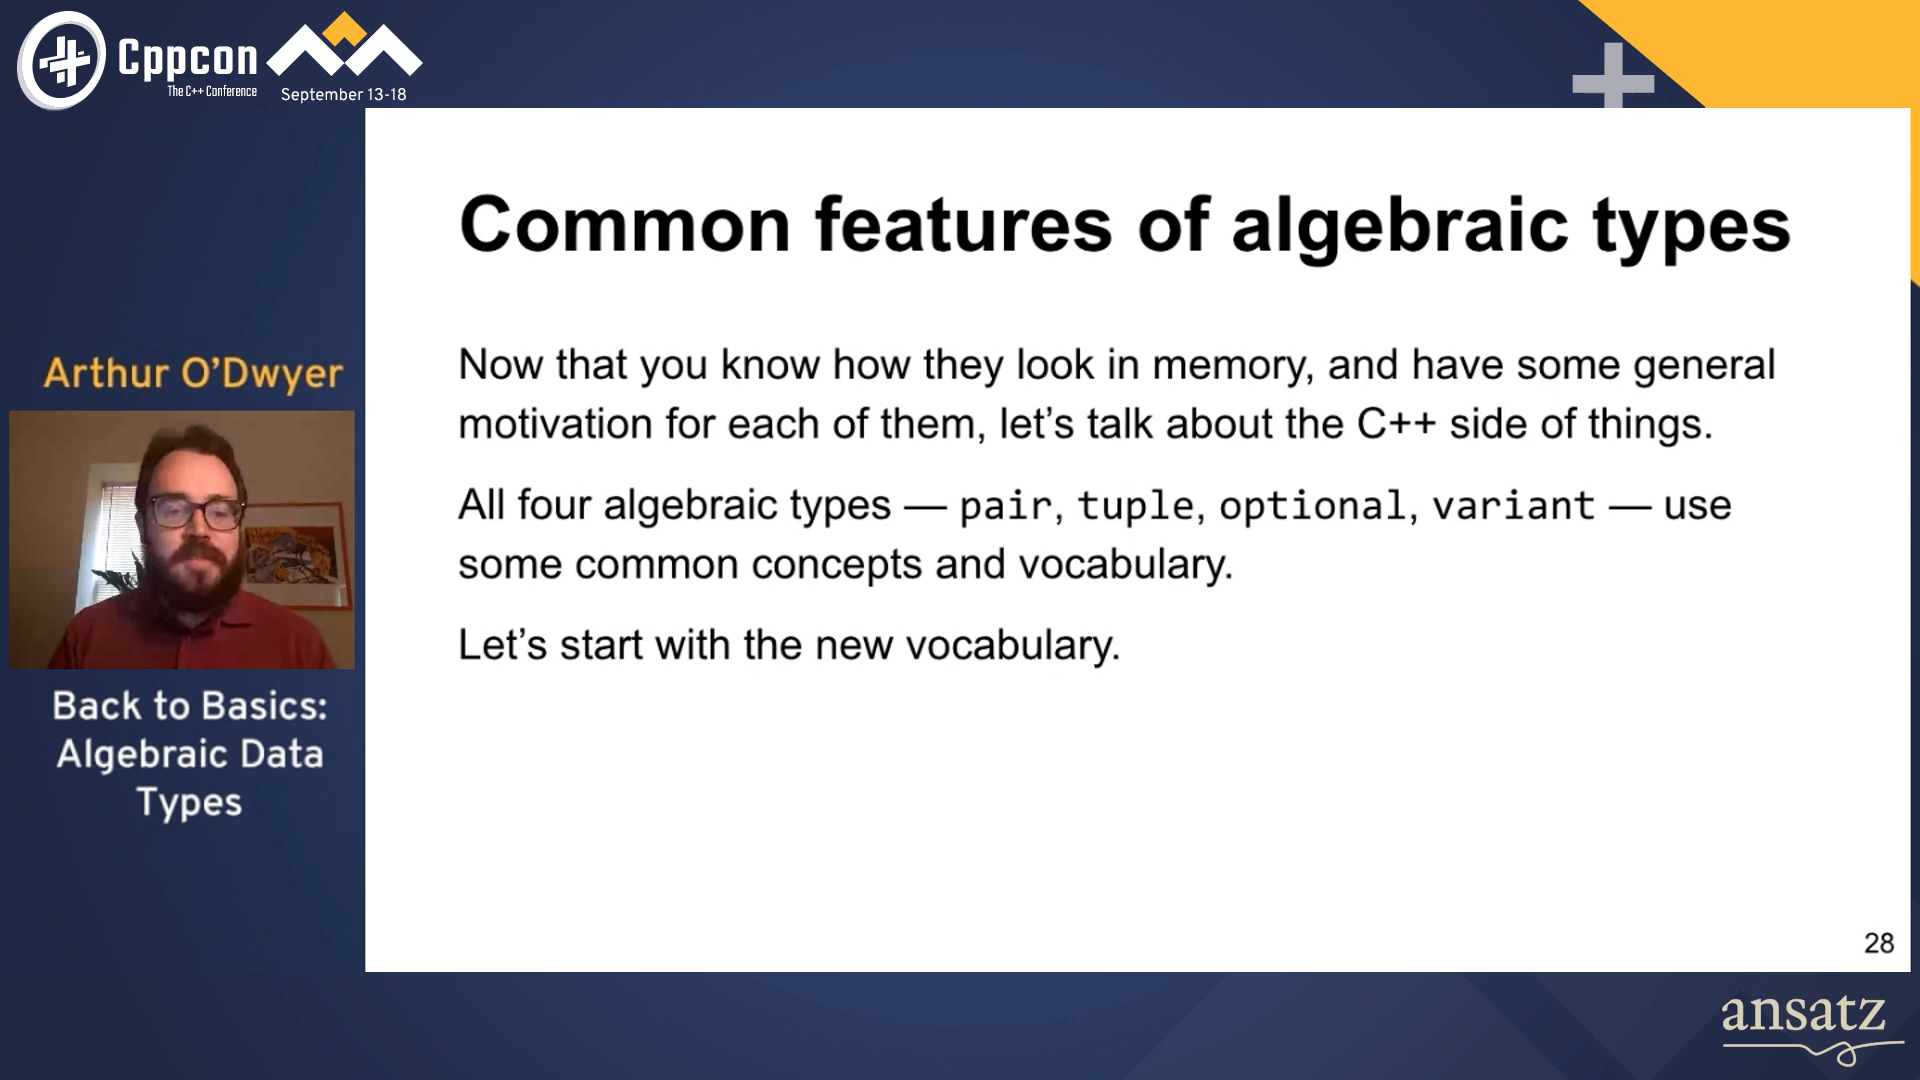 Cppcon
The C++ Conference
September 13-18
Arthur O’Dwyer
Back to Basics:
Algebraic Data
Types
Common features of algebraic types
Now that you know how they look in memory, and have some general
motivation for each of them, let’s talk about the C++ side of things.
All four algebraic types — pair, tuple, optional, variant — use
some common concepts and vocabulary.
Let’s start with the new vocabulary.
28
ansatz